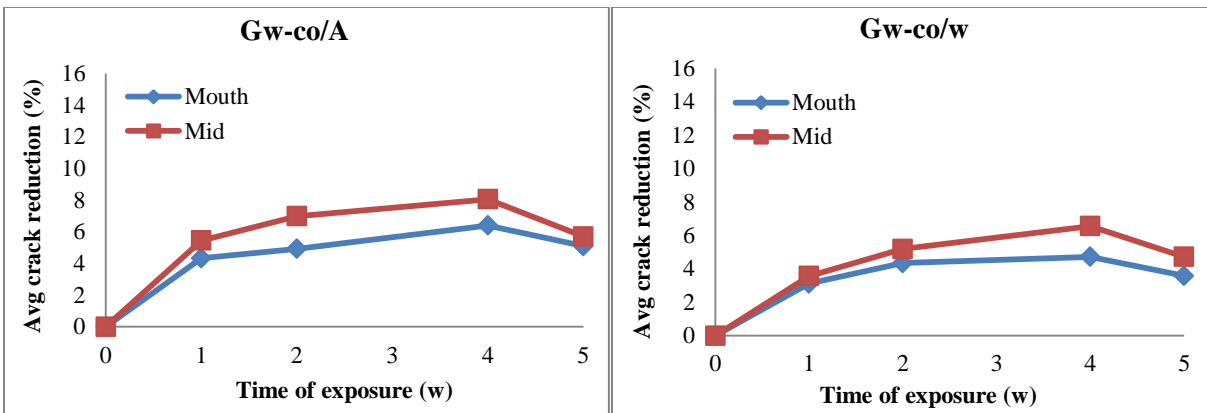 Gw-co/A
16
14
12
10
8
6
4
2
0
Avg crack reduction (%)
Mouth
Mid
0 1 2 3 4 5
Time of exposure (w)
Gw-co/w
16
14
12
10
8
6
4
2
0
Avg crack reduction (%)
Mouth
Mid
0 1 2 3 4 5
Time of exposure (w)